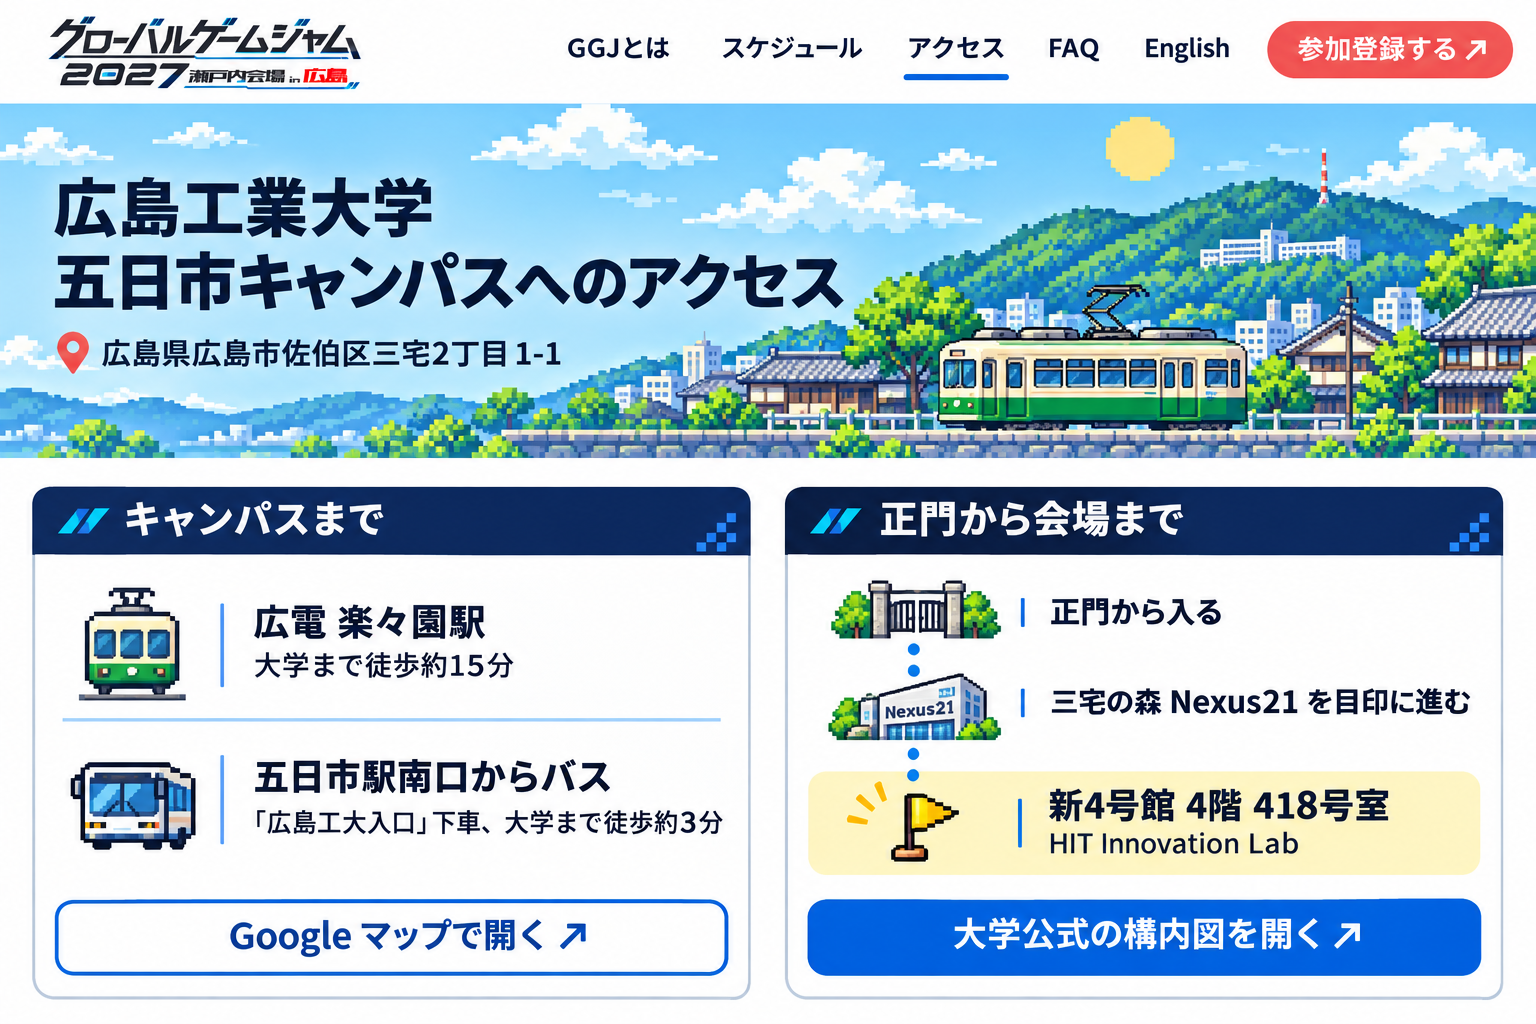 グローバルゲームジャム
2027 瀬戸内会場 in 広島
GGJとは
スケジュール
アクセス
FAQ
English
参加登録する ↗
広島工業大学
五日市キャンパスへのアクセス
広島県広島市佐伯区三宅2丁目1-1
キャンパスまで
広電 楽々園駅
大学まで徒歩約15分
五日市駅南口からバス
「広島工大入口」下車、大学まで徒歩約3分
Google マップで開く ↗
正門から会場まで
正門から入る
Nexus21
三宅の森 Nexus21 を目印に進む
新4号館 4階 418号室
HIT Innovation Lab
大学公式の構内図を開く ↗